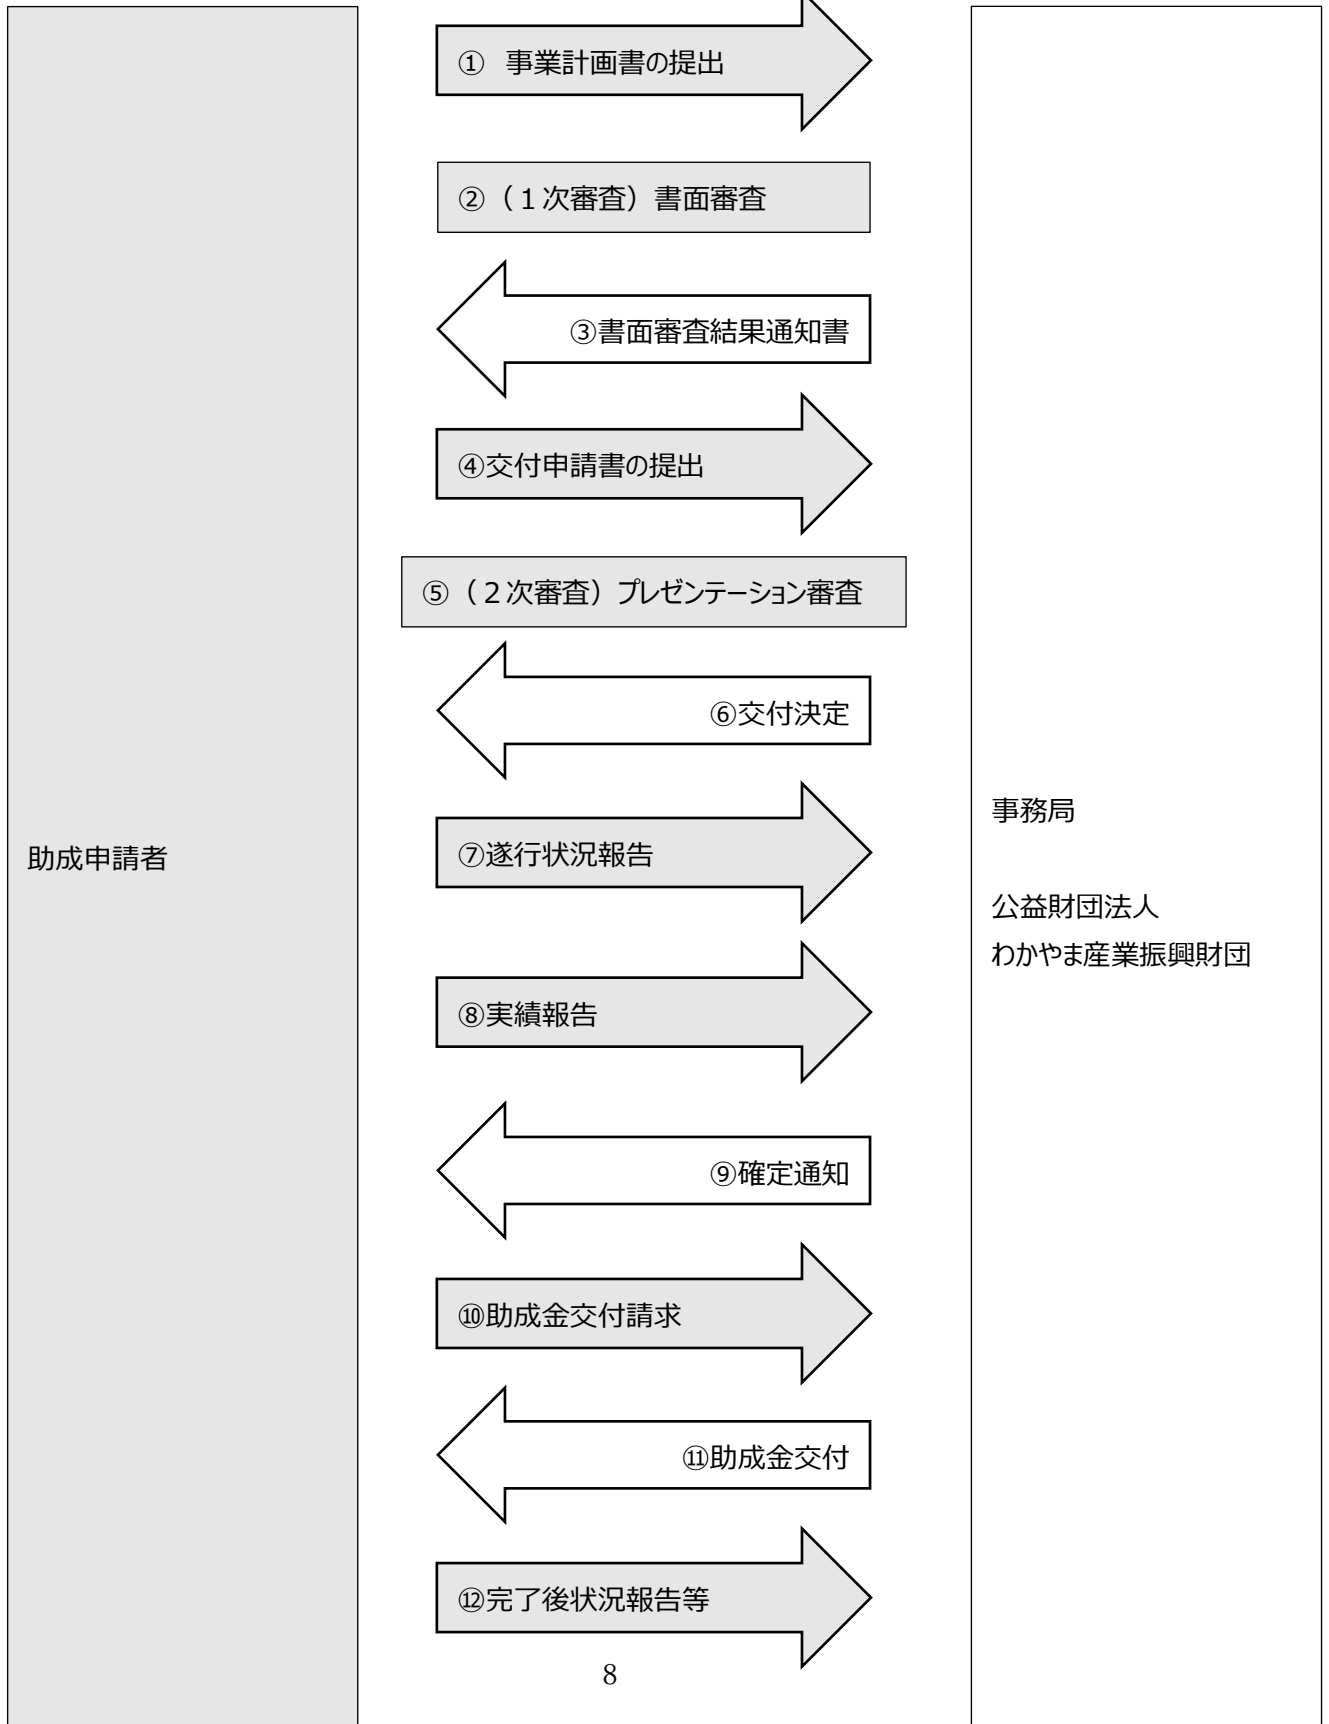 ① 事業計画書の提出
②（１次審査）書面審査
③書面審査結果通知書
④交付申請書の提出
⑤（２次審査）プレゼンテーション審査
⑥交付決定
助成申請者
⑦遂行状況報告
事務局
公益財団法人
わかやま産業振興財団
⑧実績報告
⑨確定通知
⑩助成金交付請求
⑪助成金交付
⑫完了後状況報告等
8